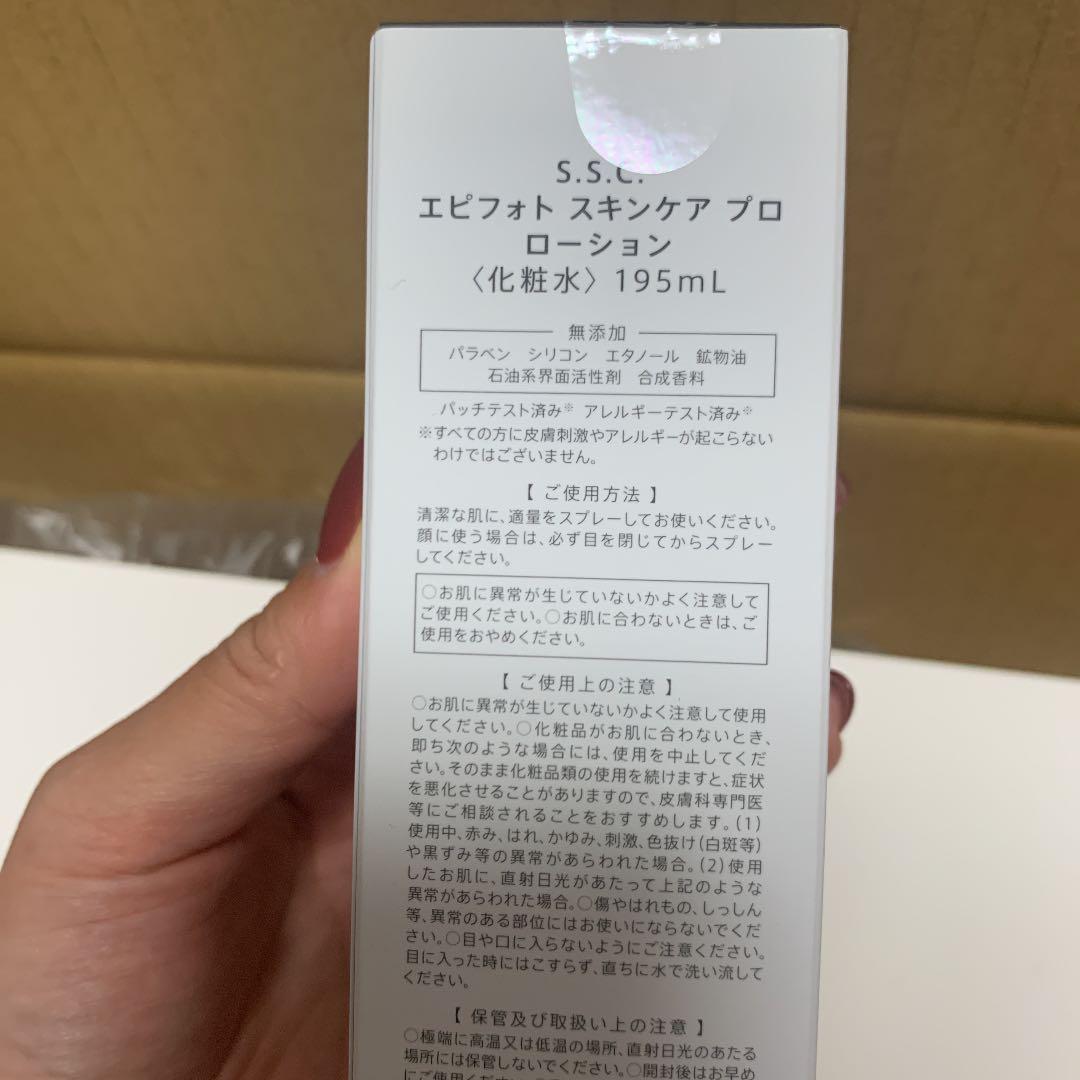 S.S.C.
エピフォト スキンケア プロ
ローション
〈化粧水〉195mL
無添加
パラベン シリコン エタノール 鉱物油
石油系界面活性剤 合成香料
パッチテスト済み※ アレルギーテスト済み※
※すべての方に皮膚刺激やアレルギーが起こらない
わけではございません。
【 ご使用方法 】
清潔な肌に、適量をスプレーしてお使いください。
顔に使う場合は、必ず目を閉じてからスプレー
してください。
○お肌に異常が生じていないかよく注意して
ご使用ください。○お肌に合わないときは、ご
使用をおやめください。
【 ご使用上の注意 】
○お肌に異常が生じていないかよく注意して使用
してください。○化粧品がお肌に合わないとき、
即ち次のような場合には、使用を中止してくだ
さい。そのまま化粧品類の使用を続けますと、症状
を悪化させることがありますので、皮膚科専門医
等にご相談されることをおすすめします。(1)
使用中、赤み、はれ、かゆみ、刺激、色抜け(白斑等)
や黒ずみ等の異常があらわれた場合。(2)使用
したお肌に、直射日光があたって上記のような
異常があらわれた場合。○傷やはれもの、しっしん
等、異常のある部位にはお使いにならないでくだ
さい。○目や口に入らないようにご注意ください。
目に入った時にはこすらず、直ちに水で洗い流して
ください。
【 保管及び取扱い上の注意 】
○極端に高温又は低温の場所、直射日光のあたる
場所には保管しないでください。○開封後はお早め
にご使用ください